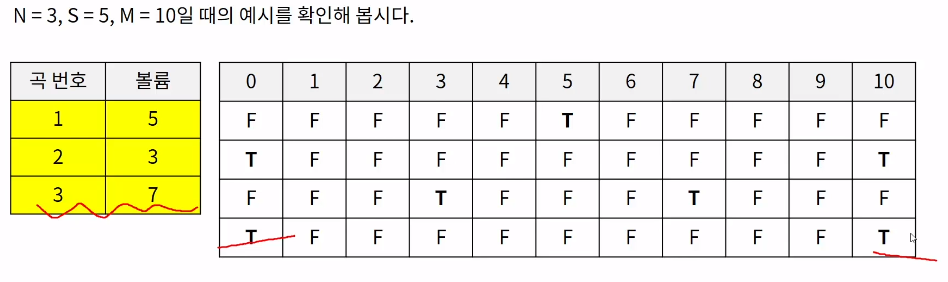 N = 3, S = 5, M = 10일 때의 예시를 확인해 봅시다.
곡 번호 볼륨
1 5
2 3
3 7
0 1 2 3 4 5 6 7 8 9 10
F F F F F T F F F F F
T F F F F F F F F F T
F F F T F F F T F F F
T F F F F F F F F F T